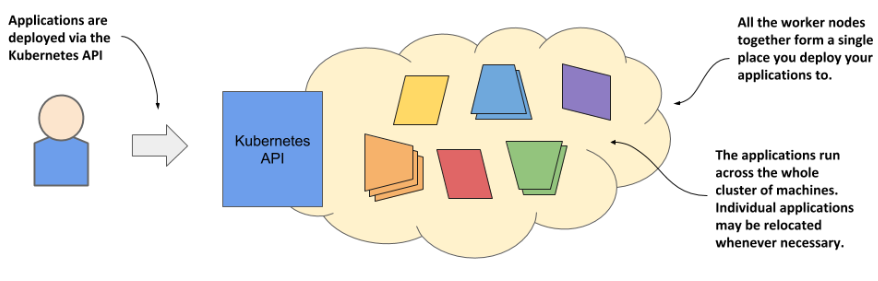 Applications are
deployed via the
Kubernetes API
Kubernetes
API
All the worker nodes
together form a single
place you deploy your
applications to.
The applications run
across the whole
cluster of machines.
Individual applications
may be relocated
whenever necessary.